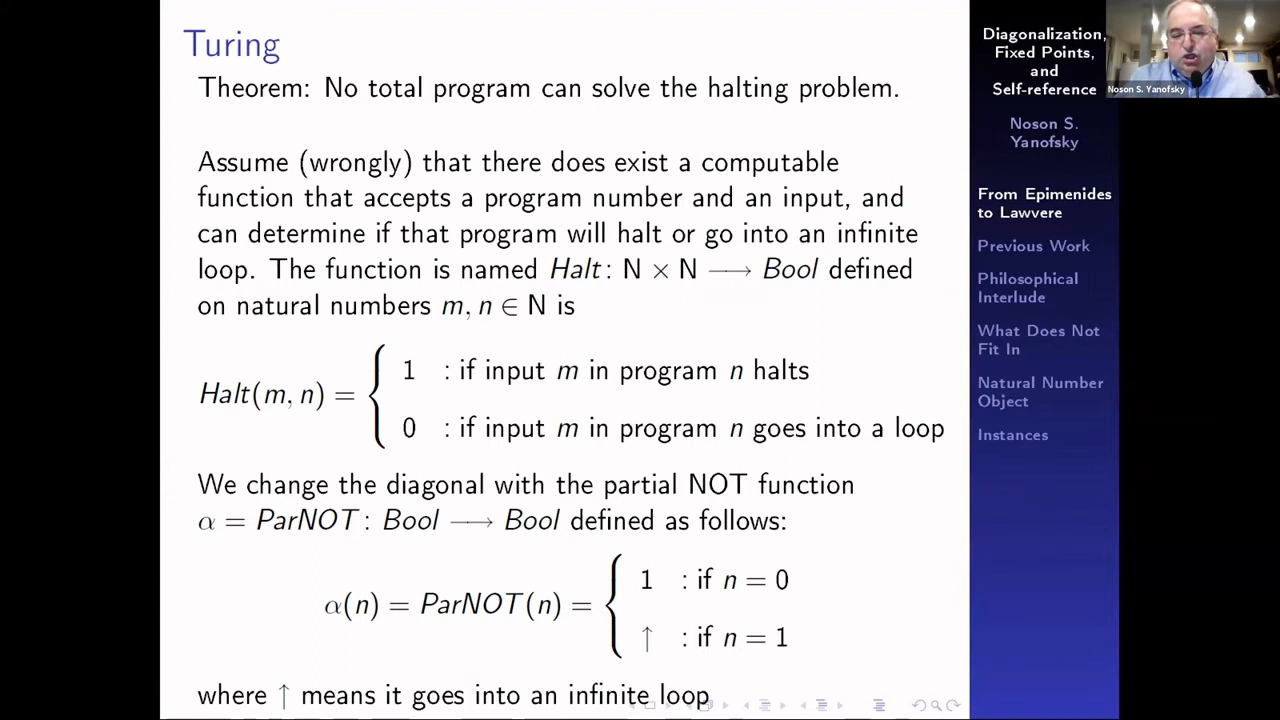 Turing
Theorem: No total program can solve the halting problem.
Assume (wrongly) that there does exist a computable
function that accepts a program number and an input, and
can determine if that program will halt or go into an infinite
loop. The function is named Halt: N × N ⟶ Bool defined
on natural numbers m, n ∈ N is
Halt(m, n) = { 1 : if input m in program n halts
0 : if input m in program n goes into a loop
We change the diagonal with the partial NOT function
α = ParNOT: Bool ⟶ Bool defined as follows:
α(n) = ParNOT(n) = { 1 : if n = 0
↑ : if n = 1
where ↑ means it goes into an infinite loop
Diagonalization,
Fixed Points,
and
Self-reference
Noson S.
Yanofsky
From Epimenides
to Lawvere
Previous Work
Philosophical
Interlude
What Does Not
Fit In
Natural Number
Object
Instances
Noson S. Yanofsky